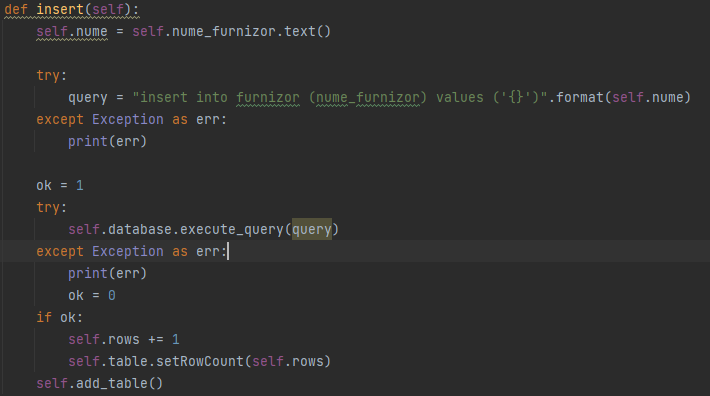 def insert(self):
    self.nume = self.nume_furnizor.text()
    try:
        query = "insert into furnizor (nume_furnizor) values ('{}')".format(self.nume)
    except Exception as err:
        print(err)
    ok = 1
    try:
        self.database.execute_query(query)
    except Exception as err:
        print(err)
        ok = 0
    if ok:
        self.rows += 1
        self.table.setRowCount(self.rows)
    self.add_table()